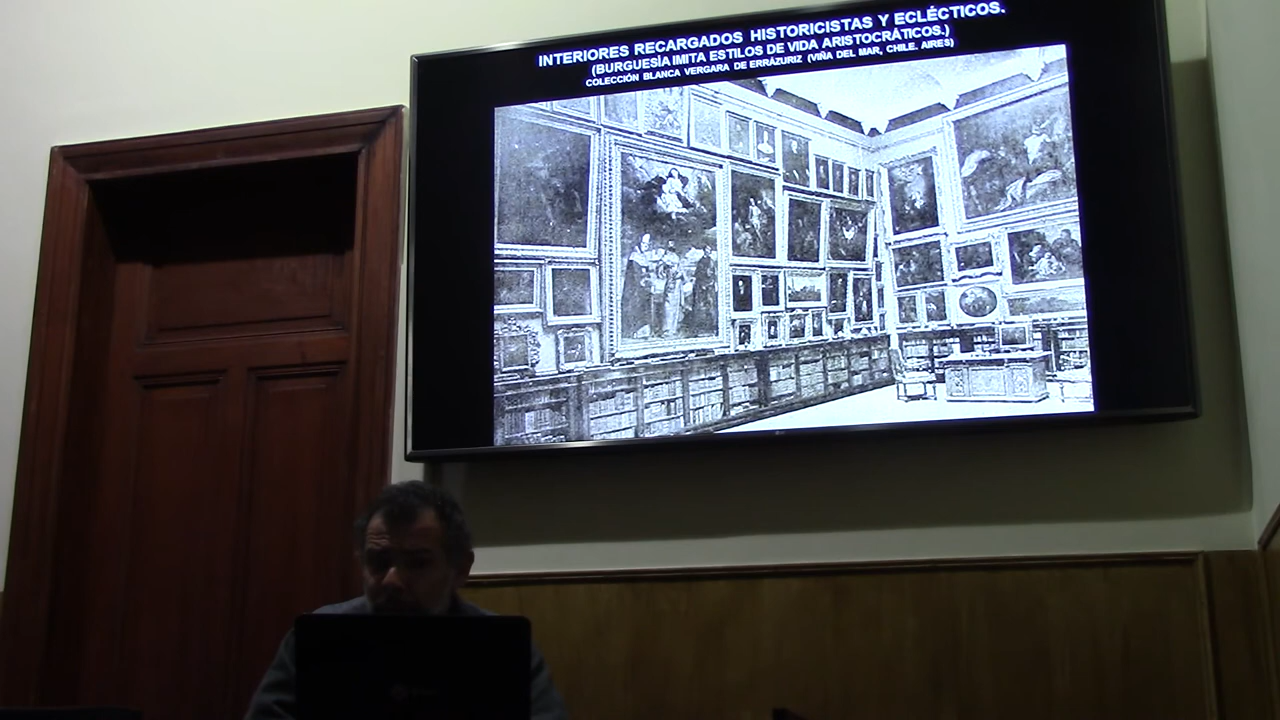 INTERIORES RECARGADOS HISTORICISTAS Y ECLÉCTICOS.
(BURGUESÍA IMITA ESTILOS DE VIDA ARISTOCRÁTICOS.)
COLECCIÓN BLANCA VERGARA DE ERRÁZURIZ (VIÑA DEL MAR, CHILE. AIRES)